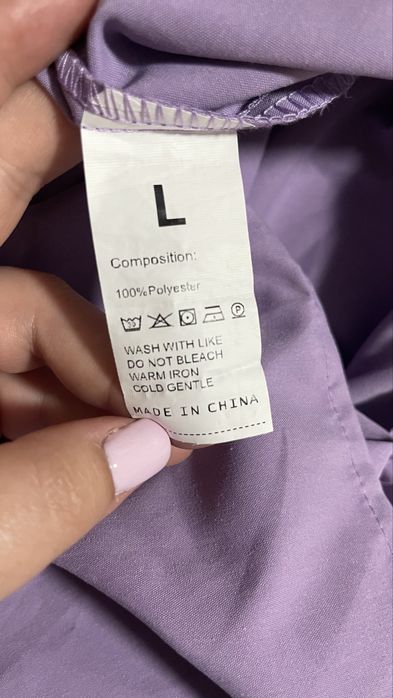 L
Composition:
100%Polyester
WASH WITH LIKE
DO NOT BLEACH
WARM IRON
COLD GENTLE
MADE IN CHINA